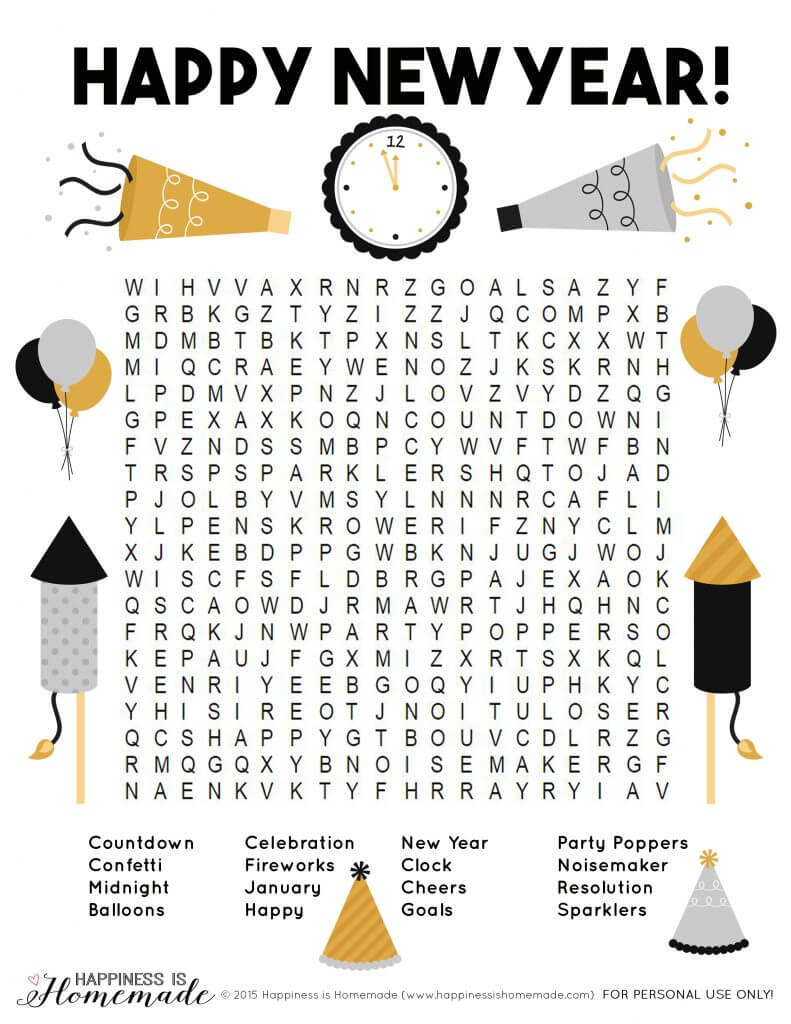 HAPPY NEW YEAR!
12
W I H V V A X R N R Z G O A L S A Z Y F
G R B K G Z T Y Z I Z Z J Q C O M P X B
M D M B T B K T P X N S L T K C X X W T
M I Q C R A E Y W E N O Z J K S K R N H
L P D M V X P N Z J L O V Z V Y D Z Q G
G P E X A X K O Q N C O U N T D O W N I
F V Z N D S S M B P C Y W V F T W F B N
T R S P S P A R K L E R S H Q T O J A D
P J O L B Y V M S Y L N N N R C A F L I
Y L P E N S K R O W E R I F Z N Y C L M
X J K E B D P P G W B K N J U G J W O J
W I S C F S F L D B R G P A J E X A O K
Q S C A O W D J R M A W R T J H Q H N C
F R Q K J N W P A R T Y P O P P E R S O
K E P A U J F G X M I Z X R T S X K Q L
V E N R I Y E E B G O Q Y I U P H K Y C
Y H I S I R E O T J N O I T U L O S E R
Q C S H A P P Y G T B O U V C D L R Z G
R M Q G Q X Y B N O I S E M A K E R G F
N A E N K V K T Y F H R R A Y R Y I A V
Countdown Celebration New Year Party Poppers
Confetti Fireworks Clock Noisemaker
Midnight January Cheers Resolution
Balloons Happy Goals Sparklers
HAPPINESS IS
Homemade © 2015 Happiness is Homemade (www.happinessishomemade.com) FOR PERSONAL USE ONLY!